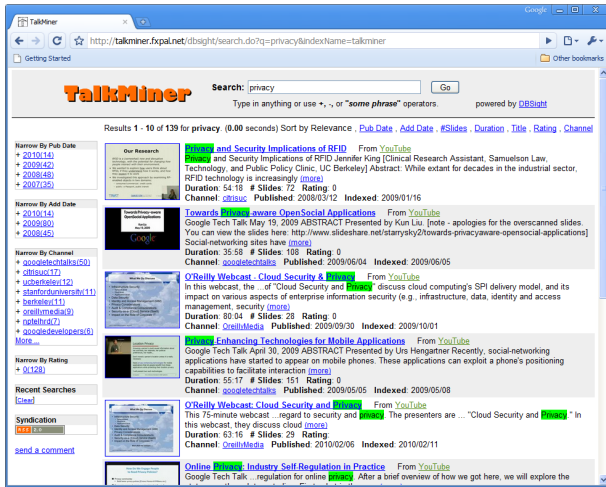 Google
TalkMiner
http://talkminer.fxpal.net/dbsight/search.do?q=privacy&indexName=talkminer
Getting Started
Other bookmarks
TalkMiner
Search: privacy Go
Type in anything or use +, -, or "some phrase" operators. powered by DBSight
Results 1 - 10 of 139 for privacy. (0.00 seconds) Sort by Relevance , Pub Date , Add Date , #Slides , Duration , Title , Rating , Channel
Narrow By Pub Date
+ 2010(14)
+ 2009(42)
+ 2008(48)
+ 2007(35)
Narrow By Add Date
+ 2010(14)
+ 2009(80)
+ 2008(45)
Narrow By Channel
+ googletechtalks(50)
+ citrisuc(17)
+ ucberkeley(12)
+ stanforduniversity(11)
+ berkeley(11)
+ oreillymedia(9)
+ nptelhrd(7)
+ googledevelopers(6)
More ...
Narrow By Rating
+ 0(128)
Recent Searches
[Clear]
Syndication
RSS 2.0
send a comment
Our Research
Privacy and Security Implications of RFID From YouTube
Privacy and Security Implications of RFID Jennifer King [Clinical Research Assistant, Samuelson Law,
Technology, and Public Policy Clinic, UC Berkeley] Abstract: While extant for decades in the industrial sector,
RFID technology is increasingly (more)
Duration: 54:18 # Slides: 72 Rating: 0
Channel: citrisuc Published: 2008/03/12 Indexed: 2009/01/16
Towards Privacy-aware
OpenSocial Applications
Google
Towards Privacy-aware OpenSocial Applications From YouTube
Google Tech Talk May 19, 2009 ABSTRACT Presented by Kun Liu. [note - apologies for the overscanned slides.
You can view the slides here: http://www.slideshare.net/starrysky2/towards-privacyaware-opensocial-applications]
Social-networking sites have (more)
Duration: 35:58 # Slides: 108 Rating: 0
Channel: googletechtalks Published: 2009/06/04 Indexed: 2009/06/05
O'Reilly Webcast - Cloud Security & Privacy From YouTube
In this webcast, the ...of "Cloud Security and Privacy" discuss cloud computing's SPI delivery model, and its
impact on various aspects of enterprise information security (e.g., infrastructure, data, identity and access
management, security (more)
Duration: 80:04 # Slides: 28 Rating: 0
Channel: OreillyMedia Published: 2009/09/30 Indexed: 2009/10/01
Privacy-Enhancing Technologies for Mobile Applications From YouTube
Google Tech Talk April 30, 2009 ABSTRACT Presented by Urs Hengartner Recently, social-networking
applications have started to appear on mobile phones. These applications can exploit a phone's positioning
capabilities to facilitate interaction (more)
Duration: 55:17 # Slides: 151 Rating: 0
Channel: googletechtalks Published: 2009/05/05 Indexed: 2009/05/08
O'Reilly Webcast: Cloud Security and Privacy From YouTube
This 75-minute webcast ...regard to security and privacy. The presenters are ... "Cloud Security and Privacy." In
this webcast, they discuss cloud (more)
Duration: 63:16 # Slides: 29 Rating:
Channel: OreillyMedia Published: 2010/02/06 Indexed: 2010/02/11
Online Privacy: Industry Self-Regulation in Practice From YouTube
Google Tech Talk ...regulation for online privacy. After a brief overview of how we got here, we will explore the